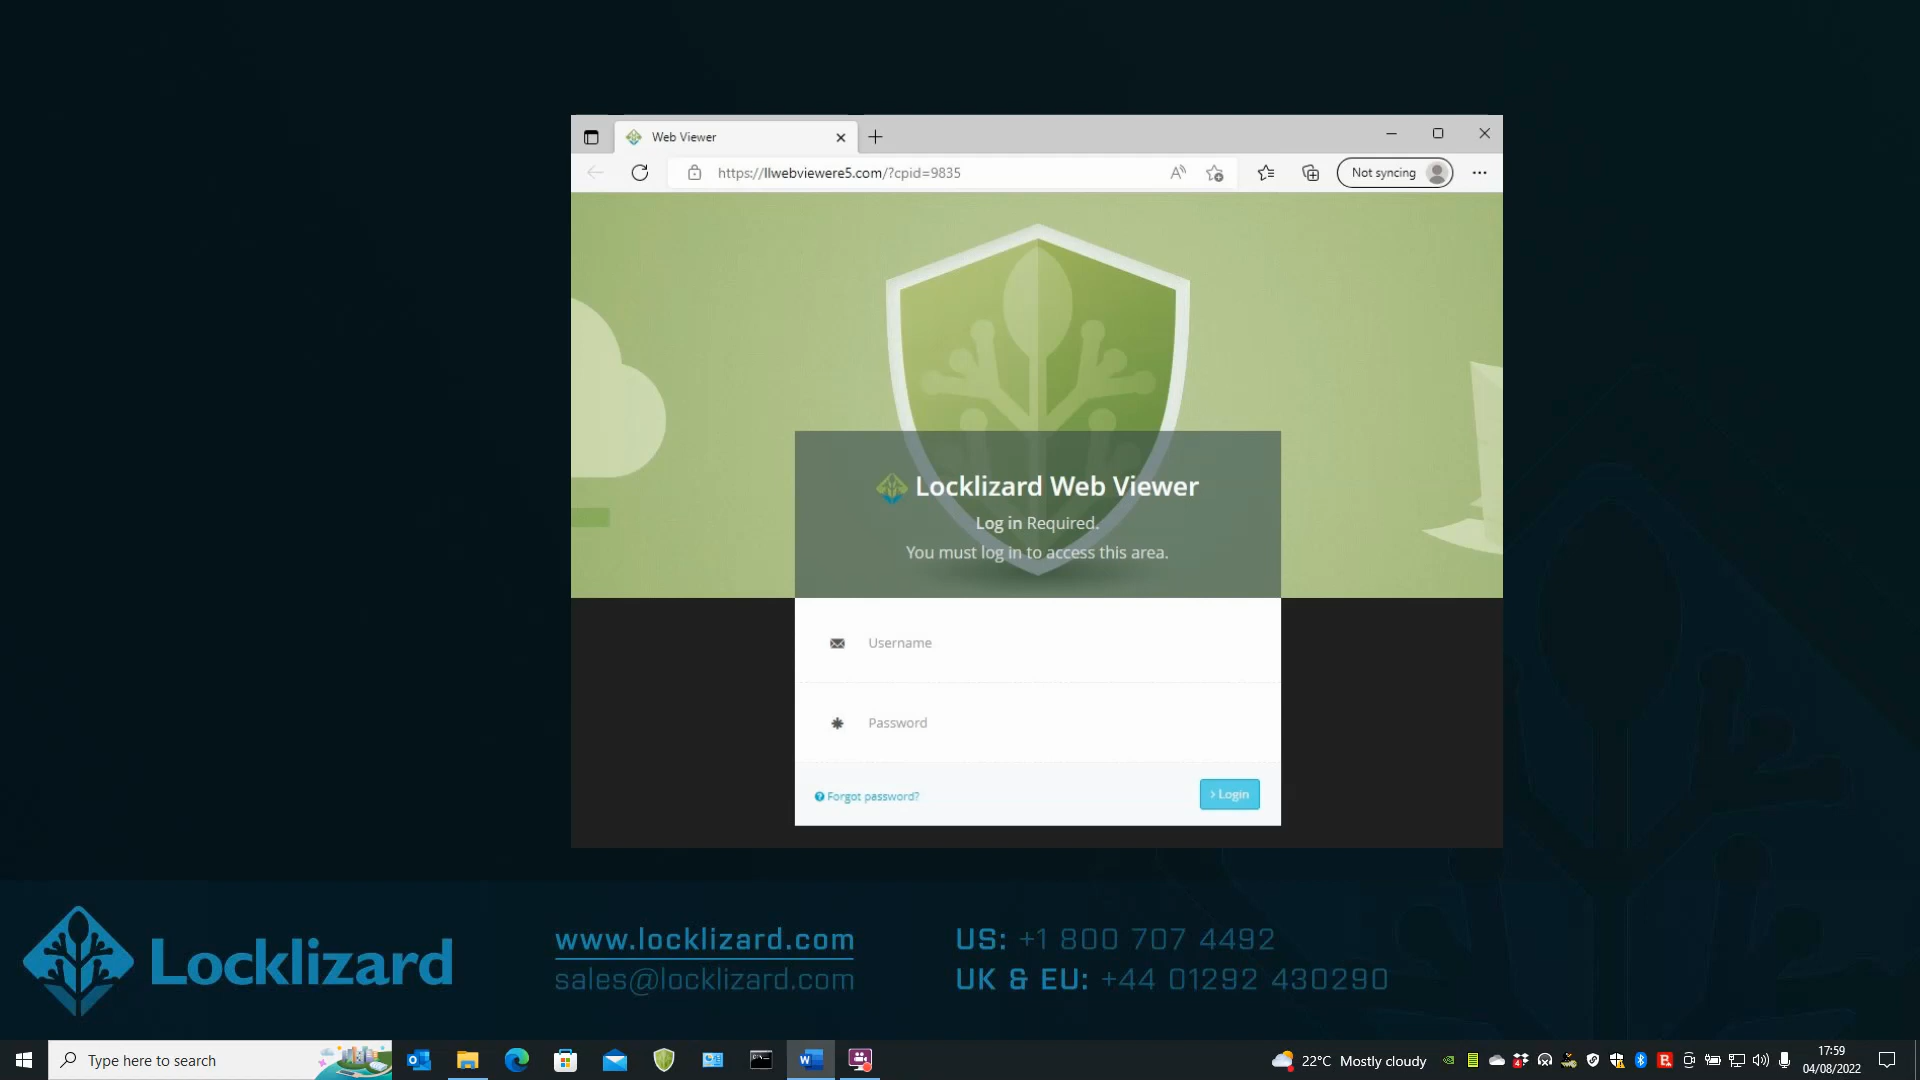 Web Viewer
https://llwebviewere5.com/?cpid=9835
Not syncing
Locklizard Web Viewer
Log in Required.
You must log in to access this area.
Username
Password
Forgot password?
> Login
Locklizard
www.locklizard.com
sales@locklizard.com
US: +1 800 707 4492
UK & EU: +44 01292 430290
Type here to search
22°C Mostly cloudy
17:59
04/08/2022